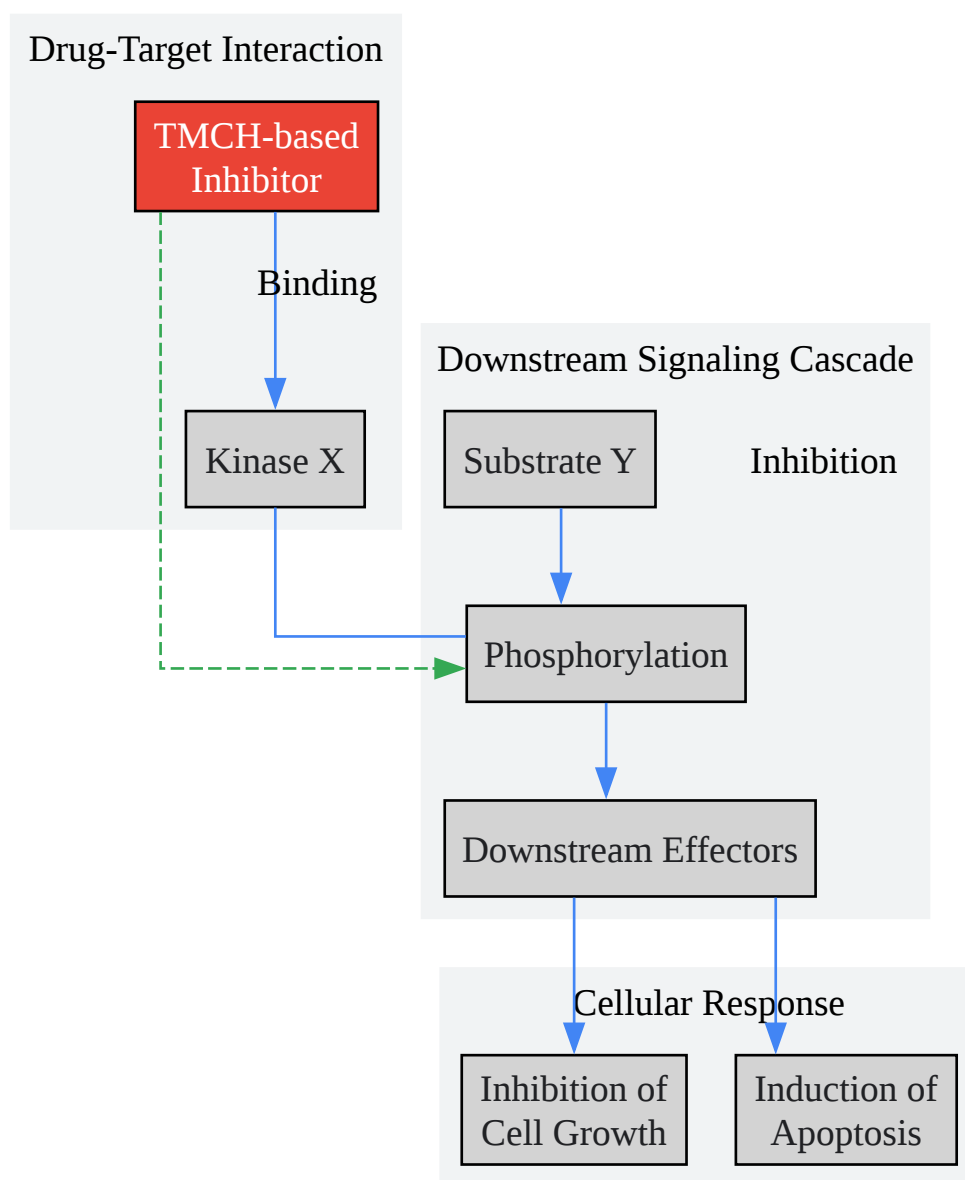 Drug-Target Interaction
TMCH-based
Inhibitor
Binding
Downstream Signaling Cascade
Kinase X
Substrate Y
Inhibition
Phosphorylation
Downstream Effectors
Cellular Response
Inhibition of
Cell Growth
Induction of
Apoptosis